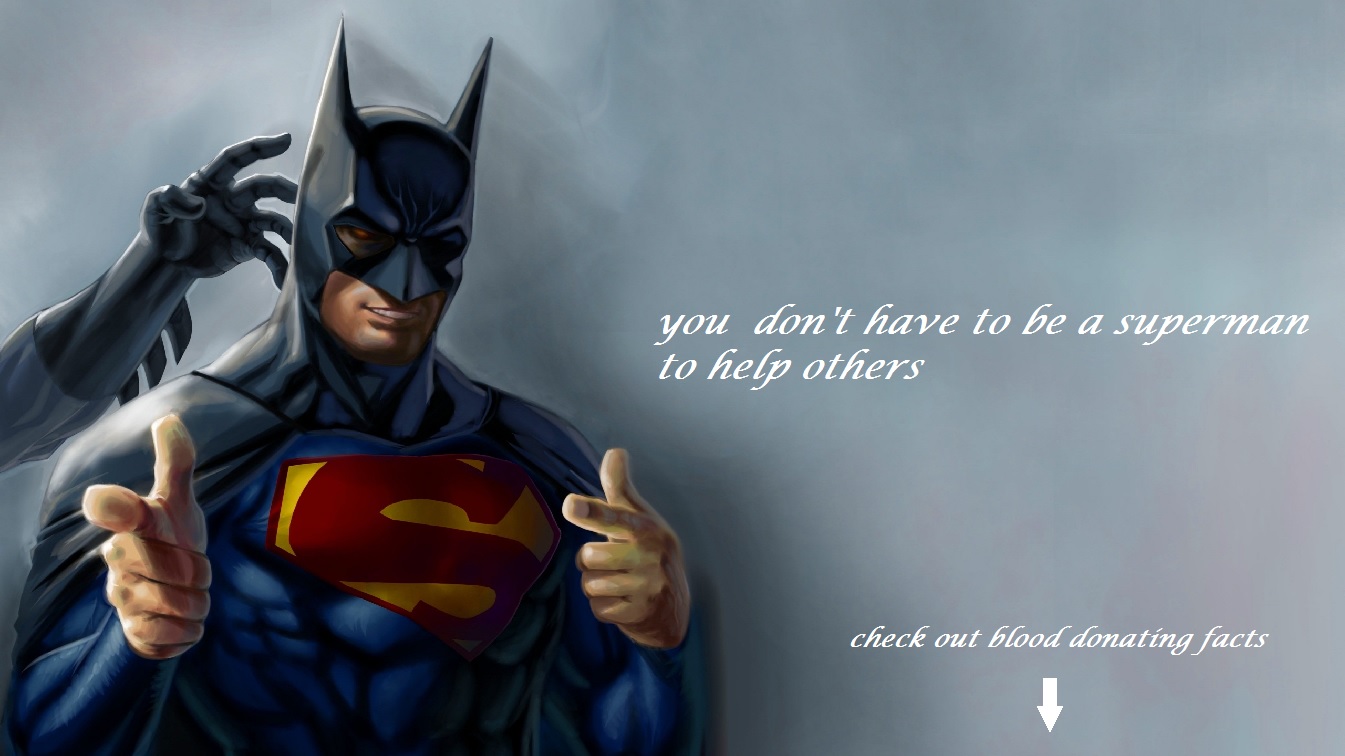 you don't have to be a superman
to help others
check out blood donating facts